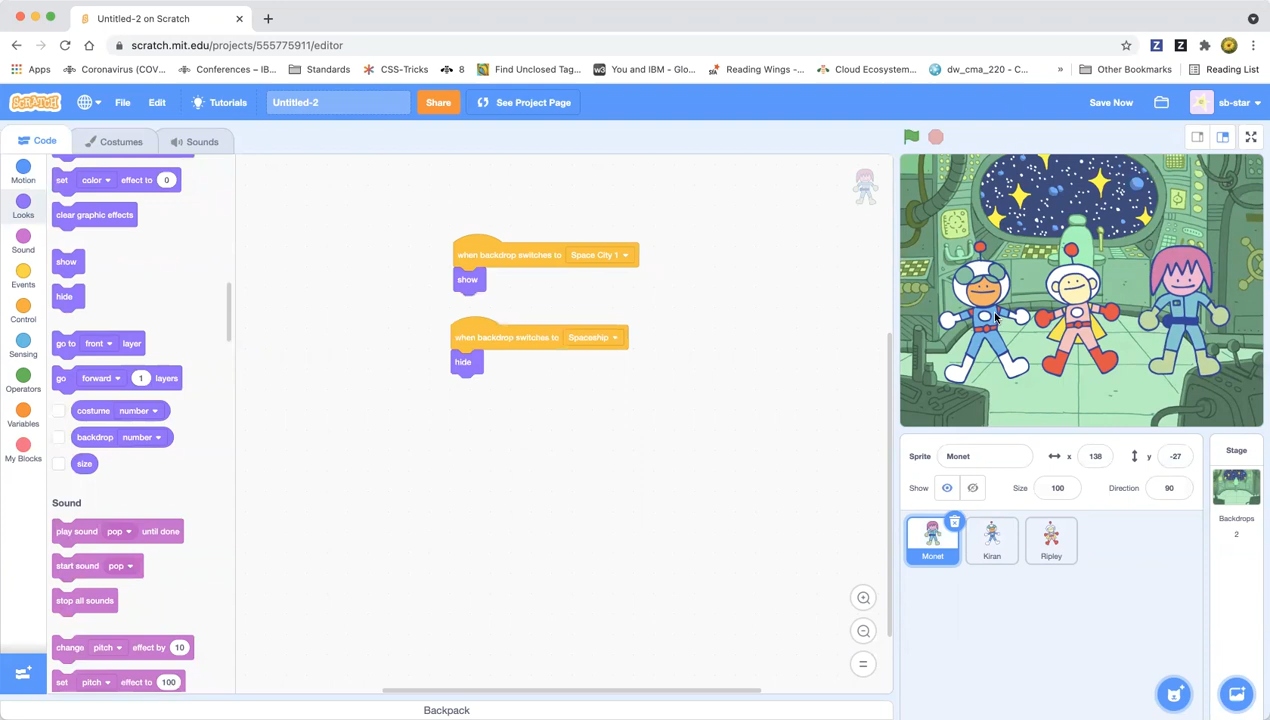 Untitled-2 on Scratch
scratch.mit.edu/projects/555775911/editor
Apps
Coronavirus (COV...
Conferences – IB...
Standards
CSS-Tricks
8
Find Unclosed Tag...
You and IBM - Glo...
Reading Wings -...
Cloud Ecosystem...
dw_cma_220 - C...
»
Other Bookmarks
Reading List
SCRATCH
File
Edit
Tutorials
Untitled-2
Share
See Project Page
Save Now
sb-star
Code
Costumes
Sounds
Motion
Looks
Sound
Events
Control
Sensing
Operators
Variables
My Blocks
set color effect to 0
clear graphic effects
show
hide
go to front layer
go forward 1 layers
costume number
backdrop number
size
Sound
play sound pop until done
start sound pop
stop all sounds
change pitch effect by 10
set pitch effect to 100
when backdrop switches to Space City 1
show
when backdrop switches to Spaceship
hide
Backpack
Sprite Monet x 138 y -27
Show Size 100 Direction 90
Monet
Kiran
Ripley
Stage
Backdrops
2